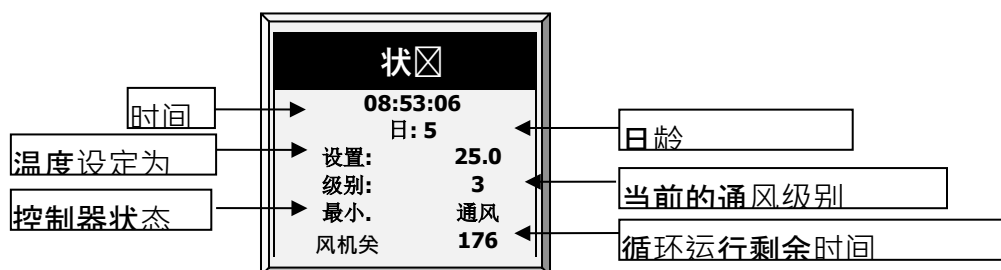 状
08:53:06
日: 5
设置: 25.0
级别: 3
最小. 通风
风机关 176
时间
温度设定为
控制器状态
日龄
当前的通风级别
循环运行剩余时间